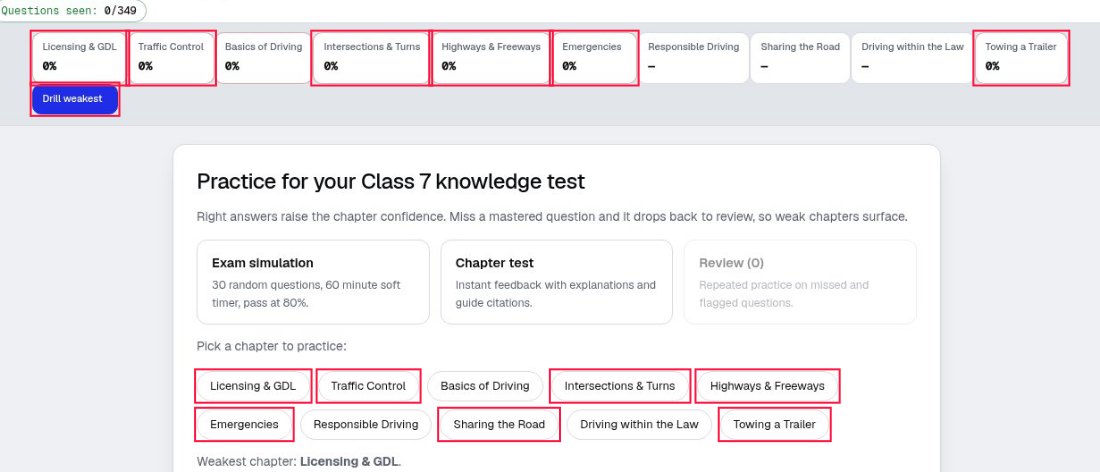 Questions seen: 0/349
Licensing & GDL Traffic Control Basics of Driving Intersections & Turns Highways & Freeways Emergencies Responsible Driving Sharing the Road Driving within the Law Towing a Trailer
0% 0% 0% 0% 0% 0% – – – 0%
Drill weakest
Practice for your Class 7 knowledge test
Right answers raise the chapter confidence. Miss a mastered question and it drops back to review, so weak chapters surface.
Exam simulation Chapter test Review (0)
30 random questions, 60 minute soft Instant feedback with explanations and Repeated practice on missed and
timer, pass at 80%. guide citations. flagged questions.
Pick a chapter to practice:
Licensing & GDL Traffic Control Basics of Driving Intersections & Turns Highways & Freeways
Emergencies Responsible Driving Sharing the Road Driving within the Law Towing a Trailer
Weakest chapter: Licensing & GDL.